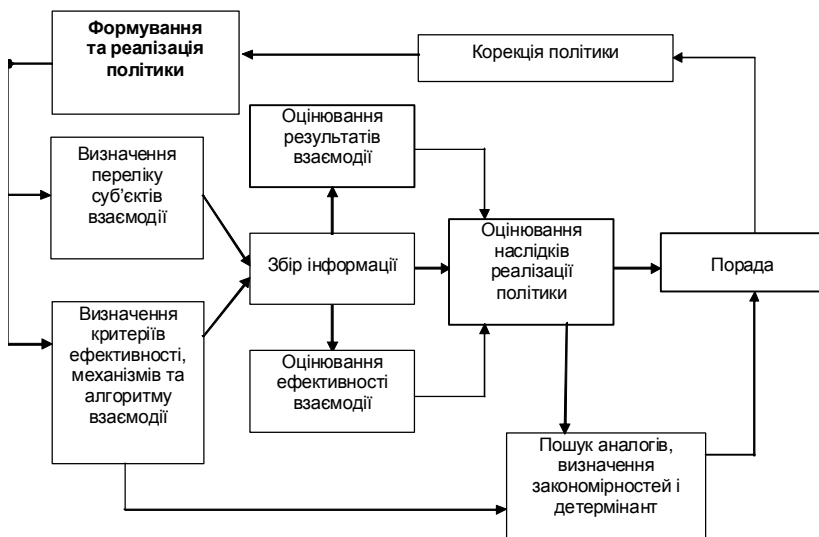 Формування
та реалізація
політики
Корекція політики
Оцінювання
результатів
взаємодії
Визначення
переліку
суб’єктів
взаємодії
Збір інформації
Оцінювання
наслідків
реалізації
політики
Порада
Визначення
критеріїв
ефективності,
механізмів та
алгоритму
взаємодії
Оцінювання
ефективності
взаємодії
Пошук аналогів,
визначення
закономірностей і
детермінант